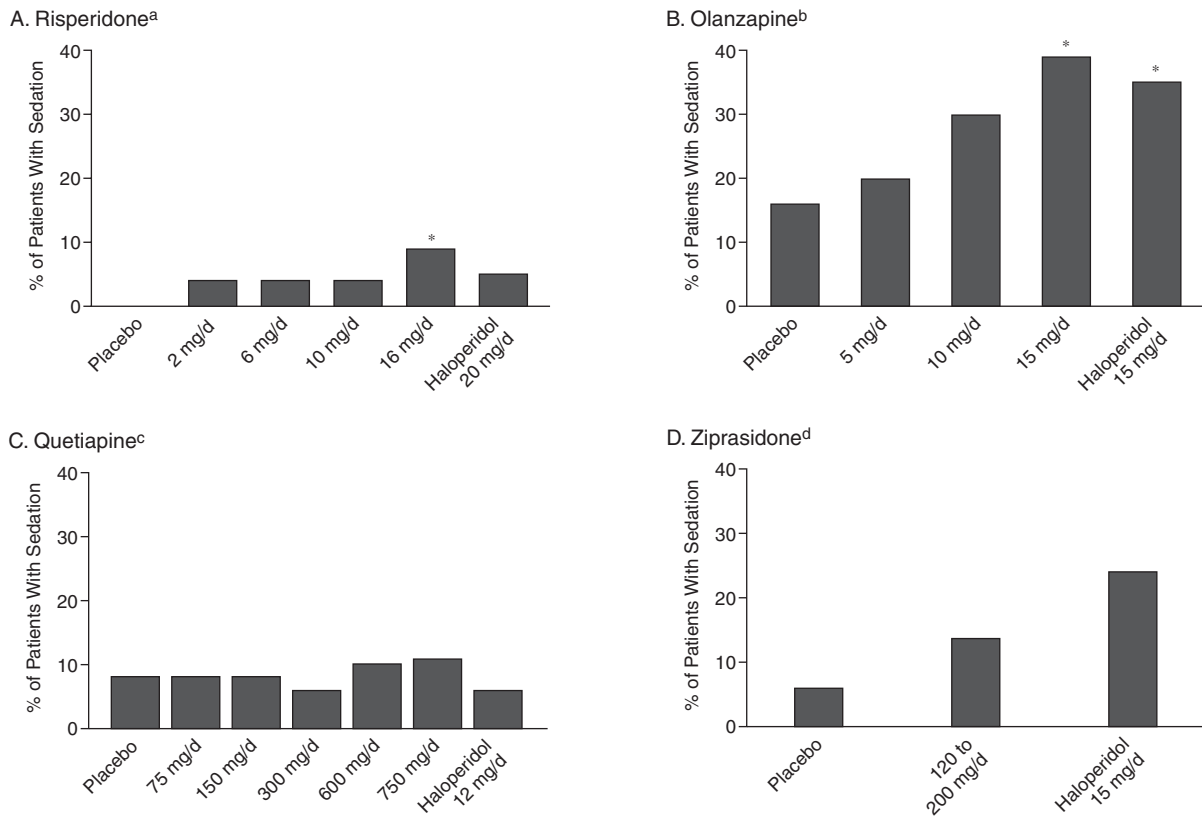 A. Risperidoneᵃ
% of Patients With Sedation
40
30
20
10
0
Placebo
2 mg/d
6 mg/d
10 mg/d
16 mg/d
Haloperidol
20 mg/d
*
B. Olanzapineᵇ
% of Patients With Sedation
40
30
20
10
0
Placebo
5 mg/d
10 mg/d
15 mg/d
Haloperidol
15 mg/d
*
*
C. Quetiapineᶜ
% of Patients With Sedation
40
30
20
10
0
Placebo
75 mg/d
150 mg/d
300 mg/d
600 mg/d
750 mg/d
Haloperidol
12 mg/d
D. Ziprasidoneᵈ
% of Patients With Sedation
40
30
20
10
0
Placebo
120 to
200 mg/d
Haloperidol
15 mg/d